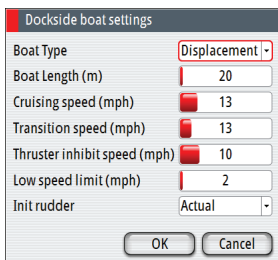 Dockside boat settings
Boat Type Displacement
Boat Length (m) 20
Cruising speed (mph) 13
Transition speed (mph) 13
Thruster inhibit speed (mph) 10
Low speed limit (mph) 2
Init rudder Actual
OK Cancel